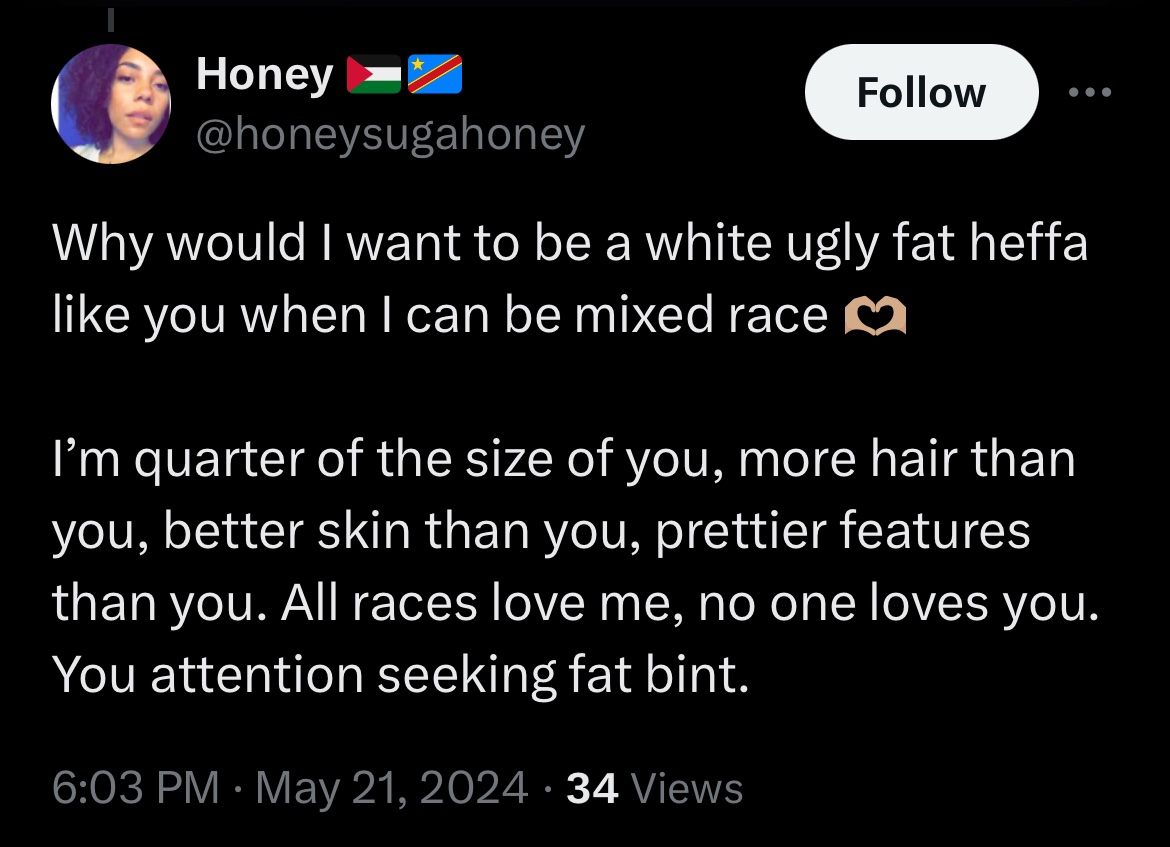 Honey 🇵🇸🇨🇩
@honeysugahoney
Follow
Why would I want to be a white ugly fat heffa
like you when I can be mixed race 🫶🏽
I’m quarter of the size of you, more hair than
you, better skin than you, prettier features
than you. All races love me, no one loves you.
You attention seeking fat bint.
6:03 PM · May 21, 2024 · 34 Views